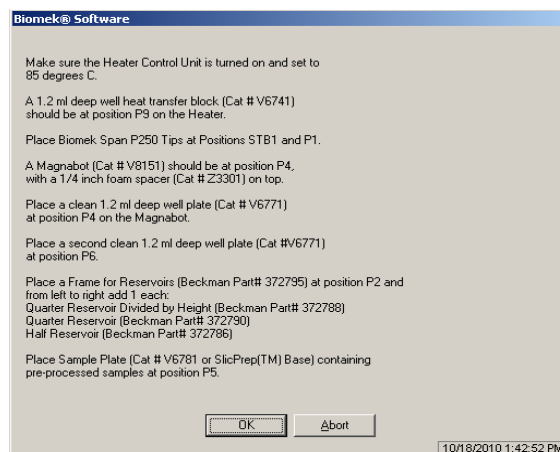 Biomek® Software
Make sure the Heater Control Unit is turned on and set to
85 degrees C.
A 1.2 ml deep well heat transfer block (Cat # V6741)
should be at position P9 on the Heater.
Place Biomek Span P250 Tips at Positions STB1 and P1.
A Magnabot (Cat # V8151) should be at position P4,
with a 1/4 inch foam spacer (Cat # Z3301) on top.
Place a clean 1.2 ml deep well plate (Cat # V6771)
at position P4 on the Magnabot.
Place a second clean 1.2 ml deep well plate (Cat #V6771)
at position P6.
Place a Frame for Reservoirs (Beckman Part# 372795) at position P2 and
from left to right add 1 each:
Quarter Reservoir Divided by Height (Beckman Part# 372788)
Quarter Reservoir (Beckman Part# 372790)
Half Reservoir (Beckman Part# 372786)
Place Sample Plate (Cat # V6781 or SlicPrep(TM) Base) containing
pre-processed samples at position P5.
OK Abort
10/18/2010 1:42:52 PM